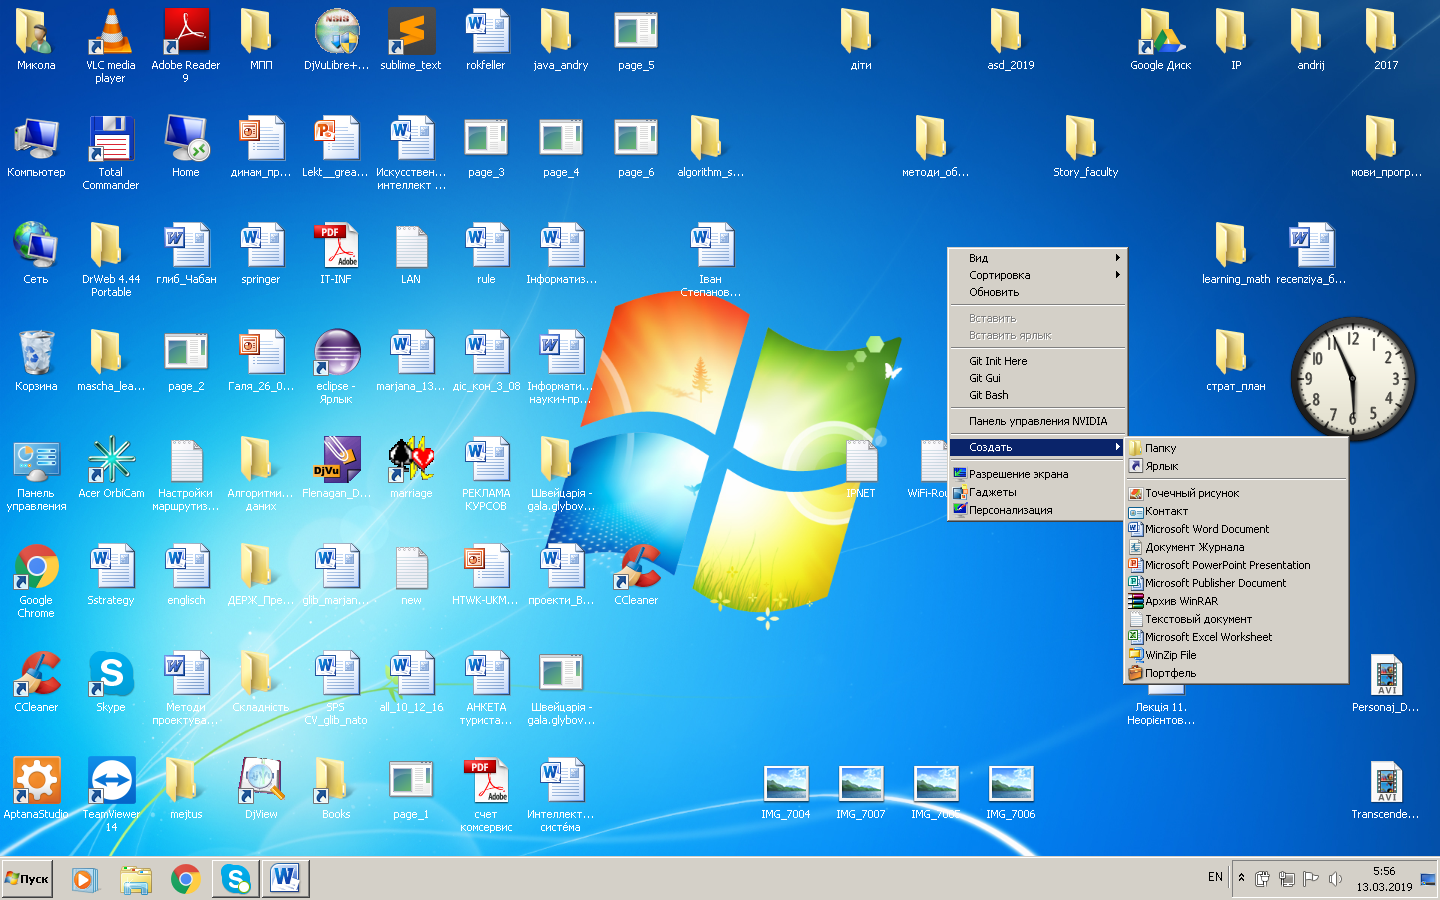 Микола
VLC media
player
Adobe Reader
9
МПП
DjVuLibre+...
sublime_text
rokfeller
java_andry
page_5
діти
asd_2019
Google Диск
IP
andrij
2017
Компьютер
Total
Commander
Home
динам_пр...
Lekt__grea...
Искусствен...
интеллект ...
page_3
page_4
page_6
algorithm_s...
методи_об...
Story_faculty
мови_прогр...
Сеть
DrWeb 4.44
Portable
глиб_Чабан
springer
IT-INF
LAN
rule
Інформатиз...
Іван
Степанов...
learning_math
recenziya_б...
Корзина
mascha_lea...
page_2
Галя_26_0...
eclipse -
Ярлык
marjana_13...
діс_кон_3_08
Інформати...
науки+пр...
страт_план
Панель
управления
Acer OrbiCam
Настройки
маршрутиз...
Алгоритми...
даних
Flenagan_D...
marriage
РЕКЛАМА
КУРСОВ
Швейцарія -
gala.glybov...
IPNET
WiFi-Rou
Google
Chrome
Sstrategy
englisch
ДЕРЖ_Пре...
glib_marjan...
new
HTWK-UKM...
проекти_В...
CCleaner
CCleaner
Skype
Методи
проектува...
Складність
SPS
СУ_glib_nato
all_10_12_16
АНКЕТА
туриста...
Швейцарія -
gala.glybov...
Лекція 11.
Неорієнтов...
Personaj_D...
AptanaStudio
TeamViewer
14
mejtus
DjView
Books
page_1
счет
комсервис
Интеллект...
систéма
IMG_7004
IMG_7007
IMG_7005
IMG_7006
Transcende...
Вид
Сортировка
Обновить
Вставить
Вставить ярлык
Git Init Here
Git Gui
Git Bash
Панель управления NVIDIA
Создать
Разрешение экрана
Гаджеты
Персонализация
Папку
Ярлык
Точечный рисунок
Контакт
Microsoft Word Document
Документ Журнала
Microsoft PowerPoint Presentation
Microsoft Publisher Document
Архив WinRAR
Текстовый документ
Microsoft Excel Worksheet
WinZip File
Портфель
Пуск
EN
5:56
13.03.2019